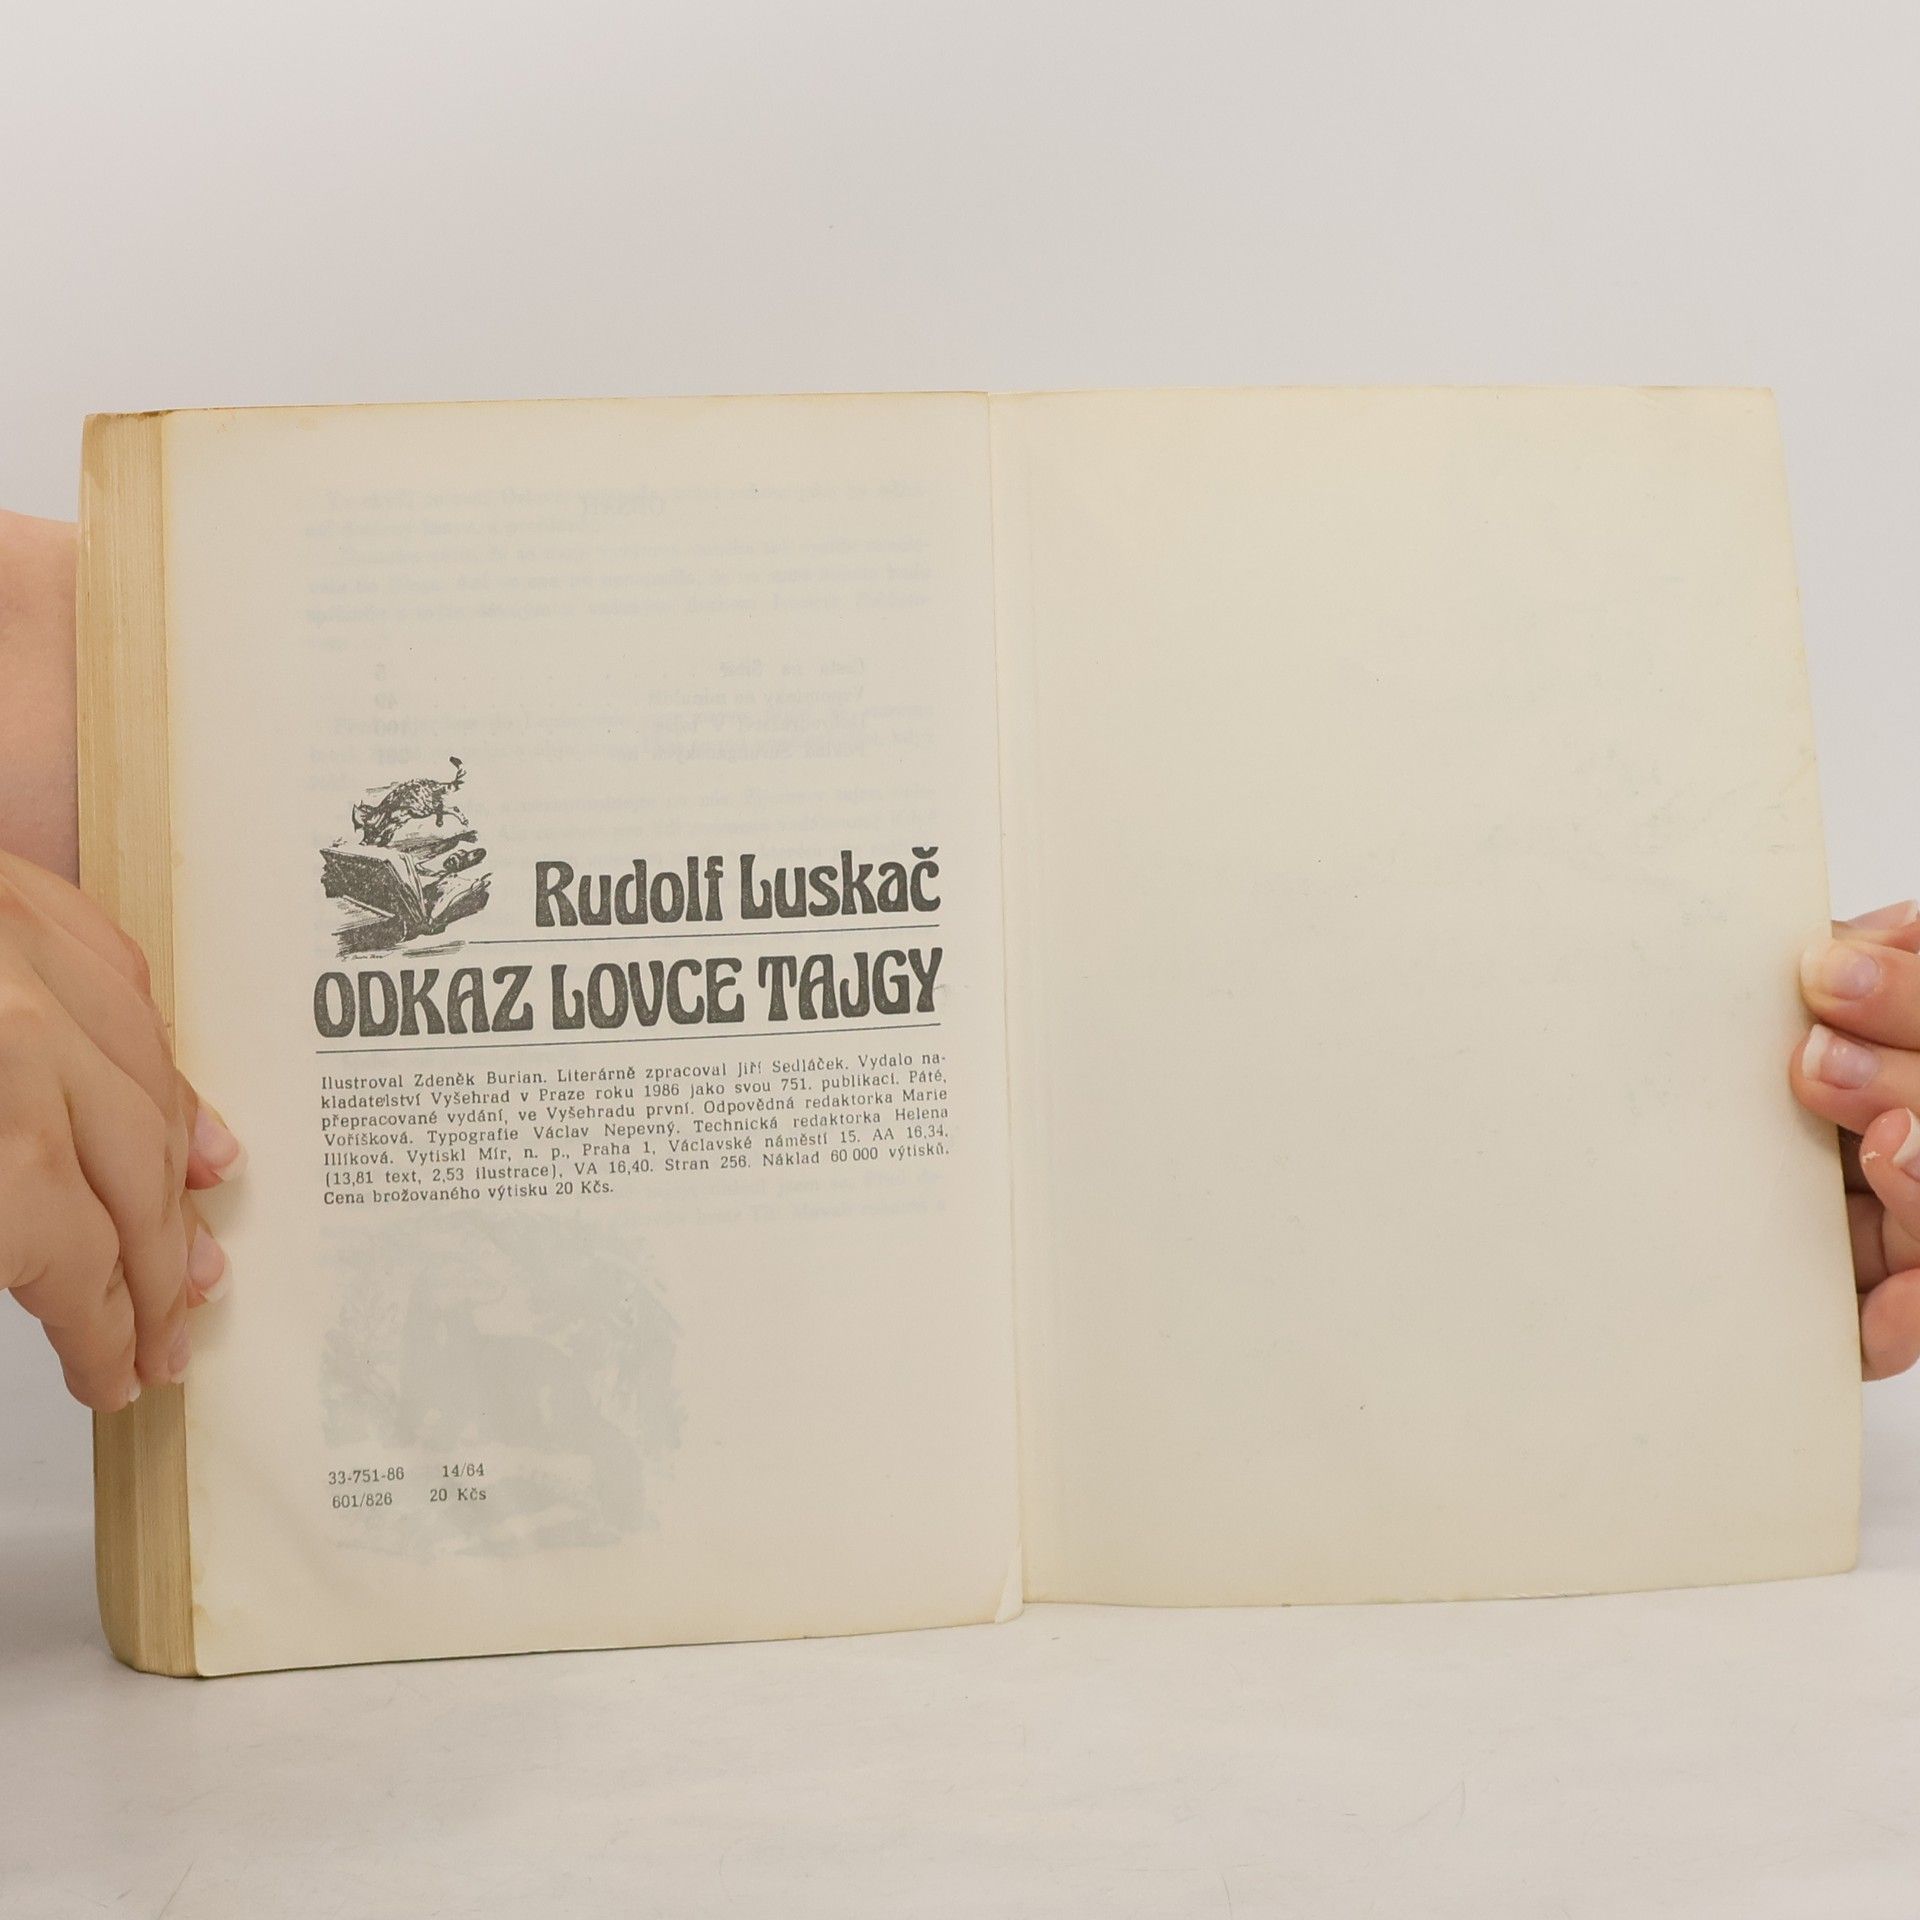 Rudolf Luskač
ODKAZ LOVCE TAJGY
Ilustroval Zdeněk Burian. Literárně zpracoval Jiří Sedláček. Vydalo na-
kladatelství Vyšehrad v Praze roku 1986 jako svou 751. publikaci. Páté,
přepracované vydání, ve Vyšehradu první. Odpovědná redaktorka Marie
Voříšková. Typografie Václav Nepevný. Technická redaktorka Helena
Illíková. Vytiskl Mír, n. p., Praha 1, Václavské náměstí 15. AA 16,34.
(13,81 text, 2,53 ilustrace), VA 16,40. Stran 256. Náklad 60 000 výtisků.
Cena brožovaného výtisku 20 Kčs.
33-751-86 14/64
601/826 20 Kčs